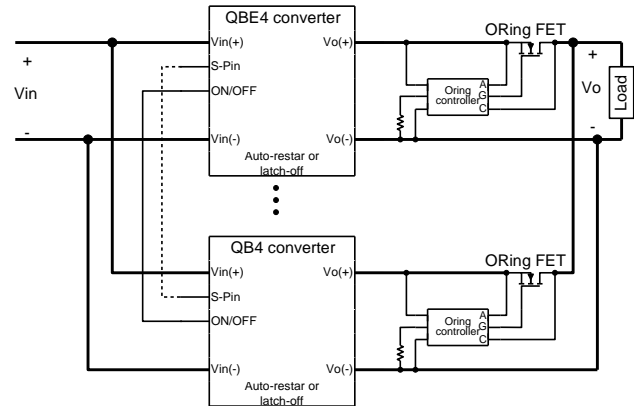 QBE4 converter
ORing FET
Vin(+)
Vo(+)
+
+
S-Pin
Vin
Oring
controller
A
G
C
Vo
Load
ON/OFF
-
-
Vin(-)
Vo(-)
Auto-restar or
latch-off
QB4 converter
ORing FET
Vin(+)
Vo(+)
S-Pin
Oring
controller
A
G
C
ON/OFF
Vin(-)
Vo(-)
Auto-restar or
latch-off